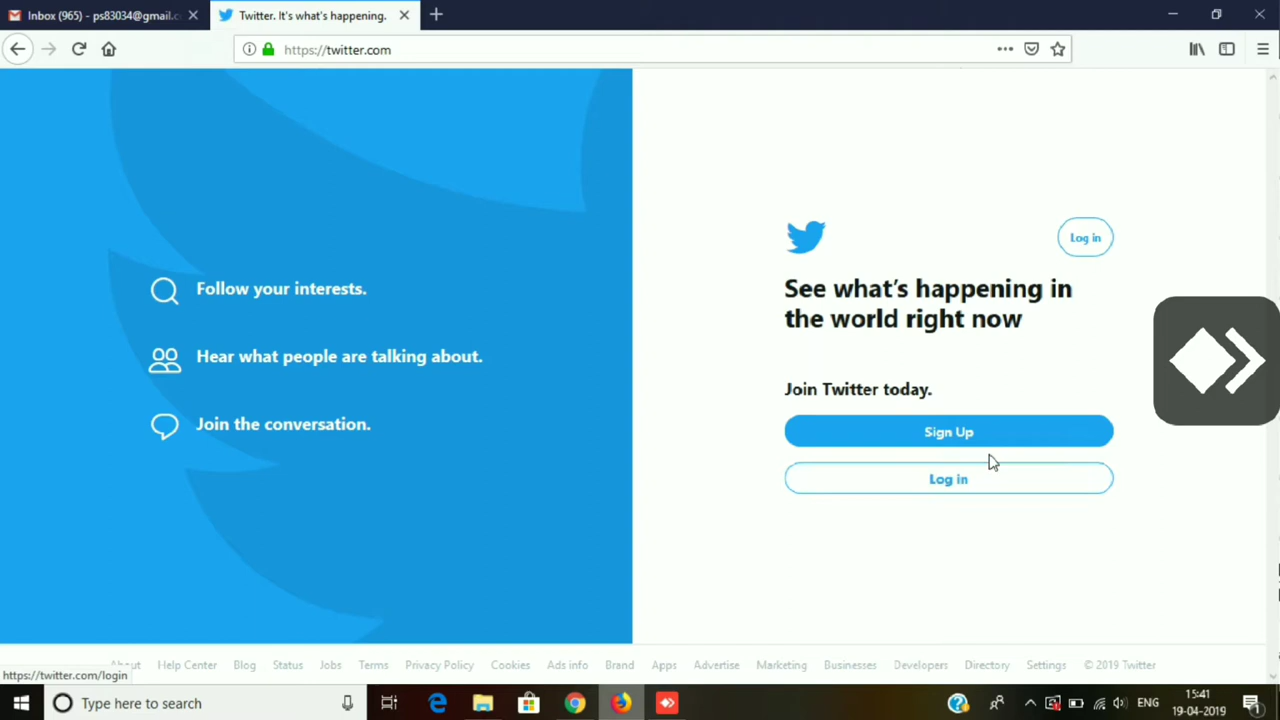 Inbox (965) - ps83034@gmail.c
Twitter. It's what's happening.
https://twitter.com
Log in
See what's happening in
the world right now
Follow your interests.
Hear what people are talking about.
Join the conversation.
Join Twitter today.
Sign Up
Log in
About Help Center Blog Status Jobs Terms Privacy Policy Cookies Ads info Brand Apps Advertise Marketing Businesses Developers Directory Settings © 2019 Twitter
https://twitter.com/login
Type here to search
ENG
15:41
19-04-2019
1